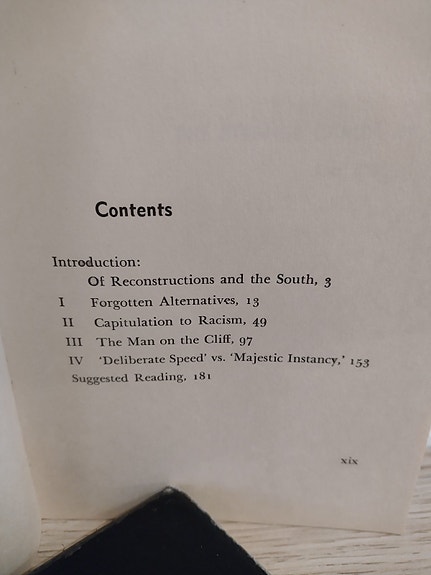 Contents
Introduction:
Of Reconstructions and the South, 3
I Forgotten Alternatives, 13
II Capitulation to Racism, 49
III The Man on the Cliff, 97
IV ‘Deliberate Speed’ vs. ‘Majestic Instancy,’ 153
Suggested Reading, 181
xix